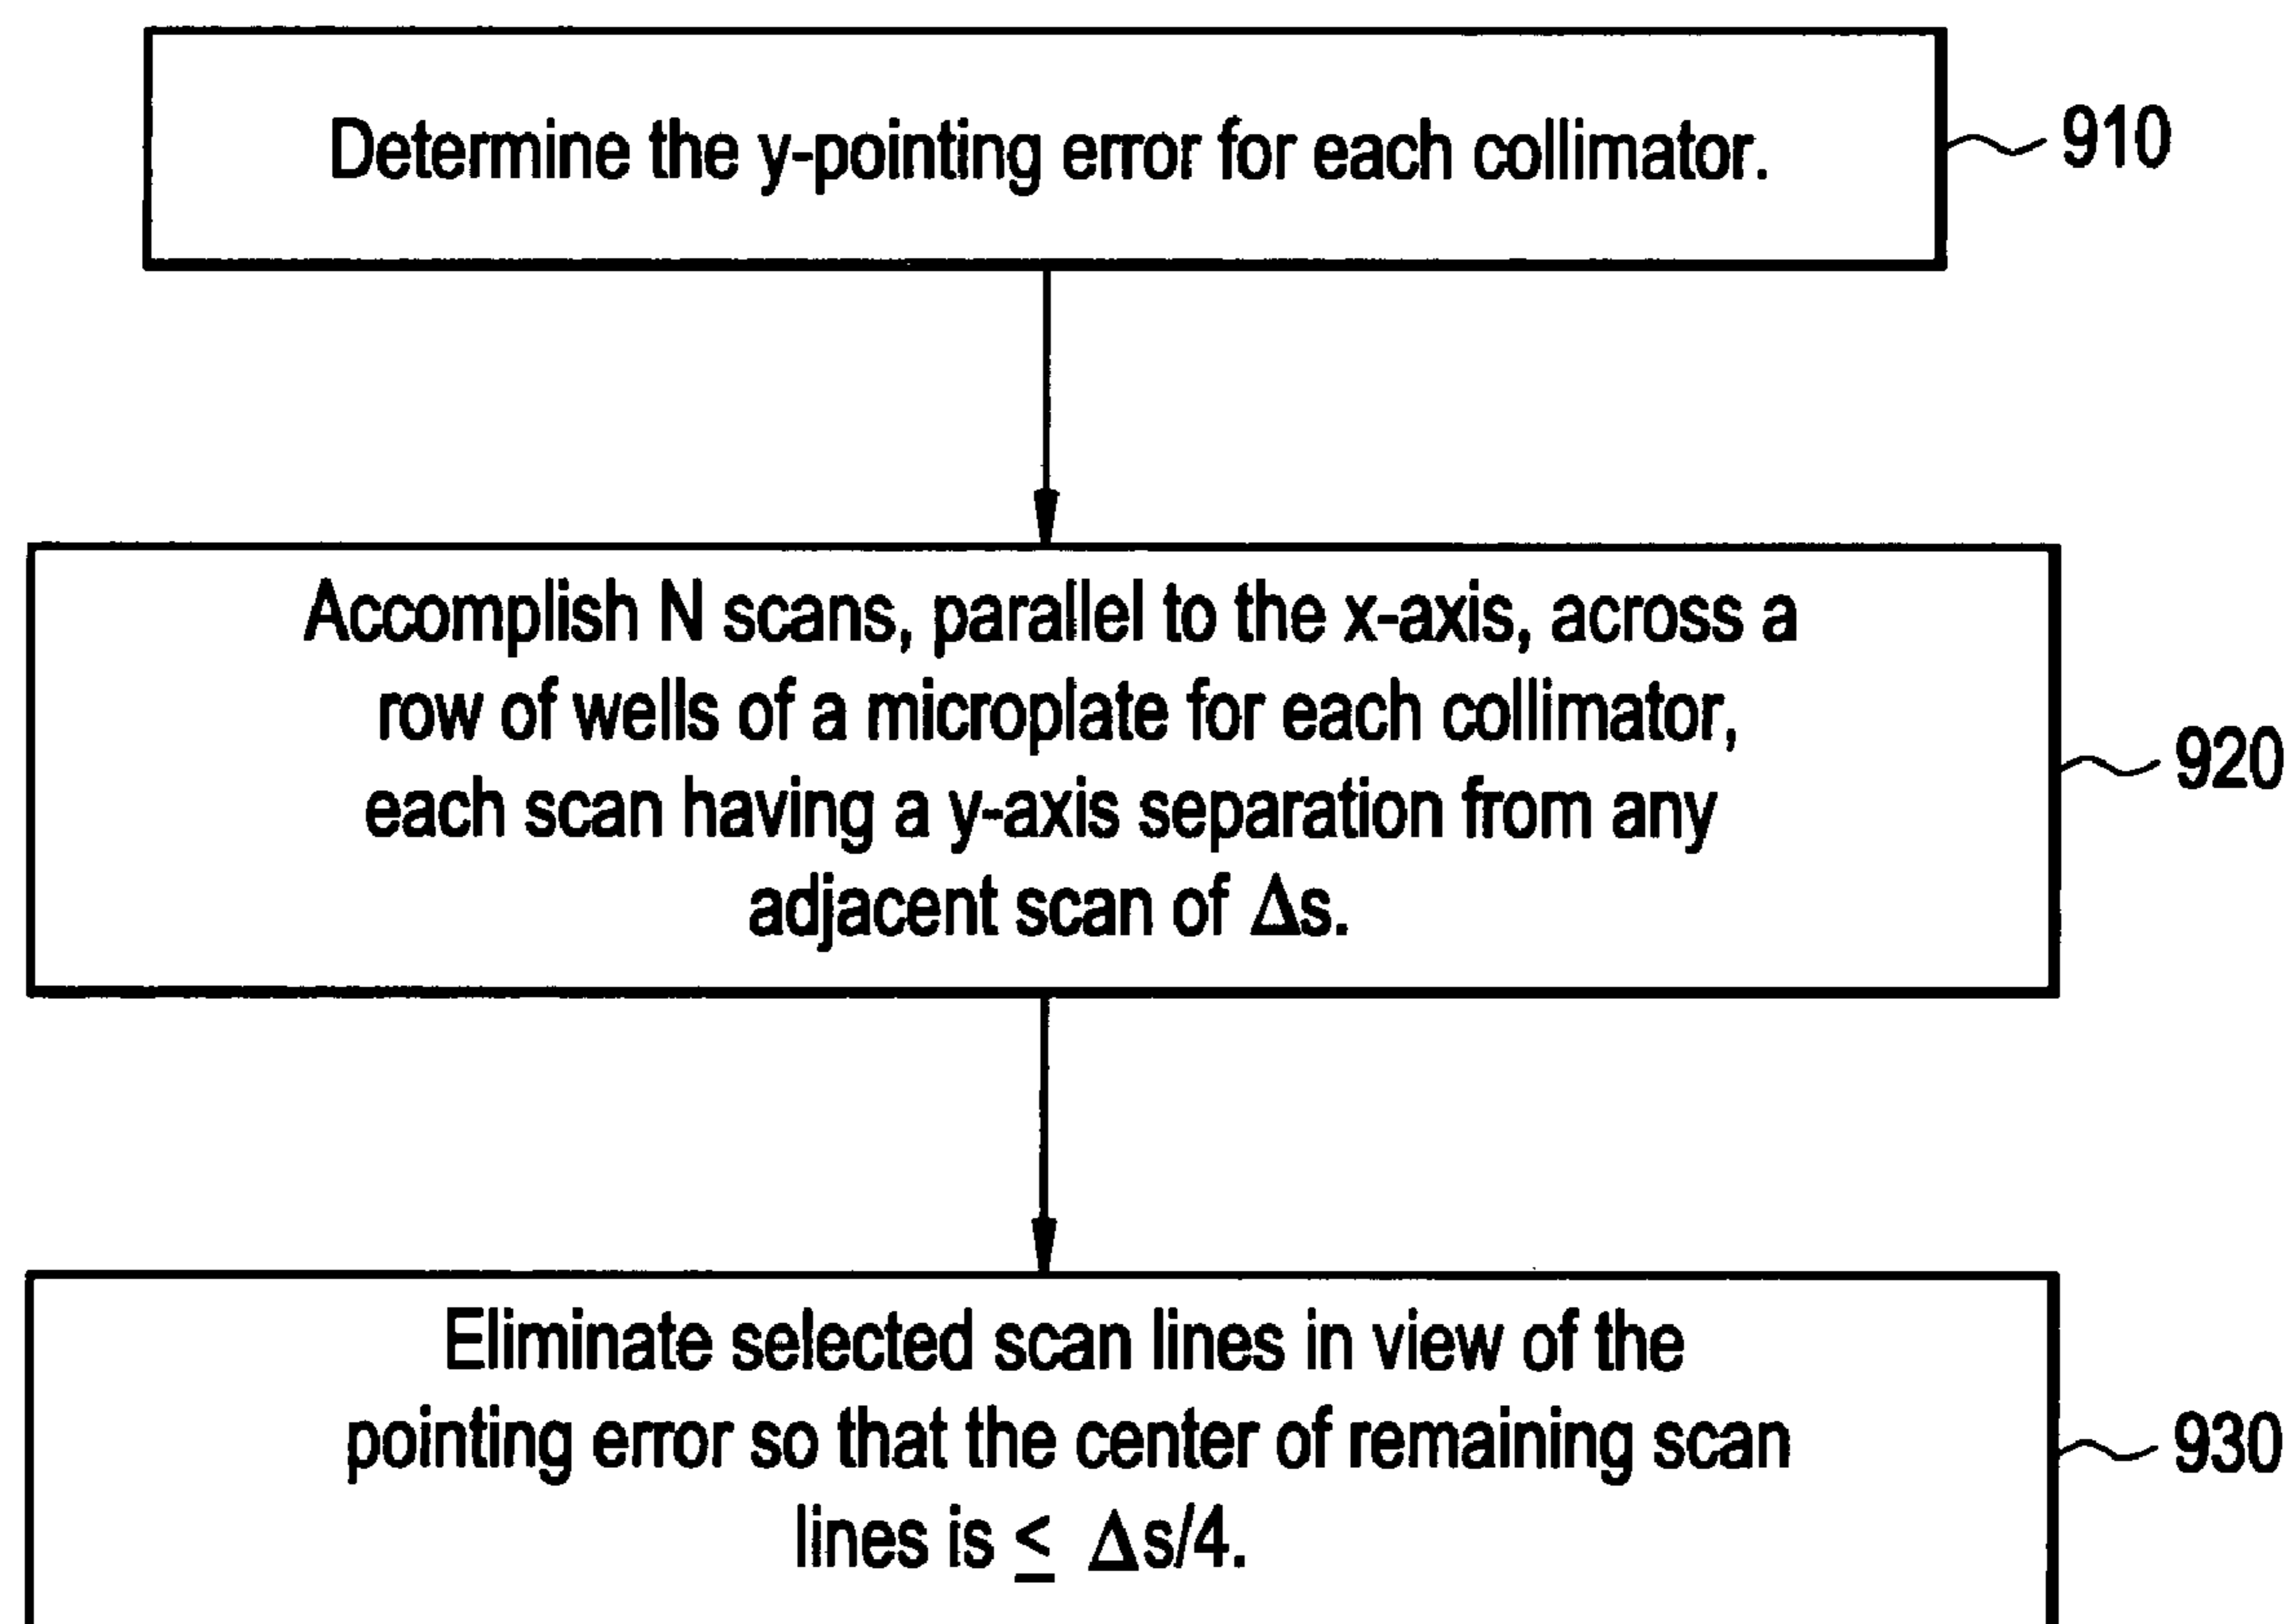 Determine the y-pointing error for each collimator.
910
Accomplish N scans, parallel to the x-axis, across a
row of wells of a microplate for each collimator,
each scan having a y-axis separation from any
adjacent scan of Δs.
920
Eliminate selected scan lines in view of the
pointing error so that the center of remaining scan
lines is ≤ Δs/4.
930